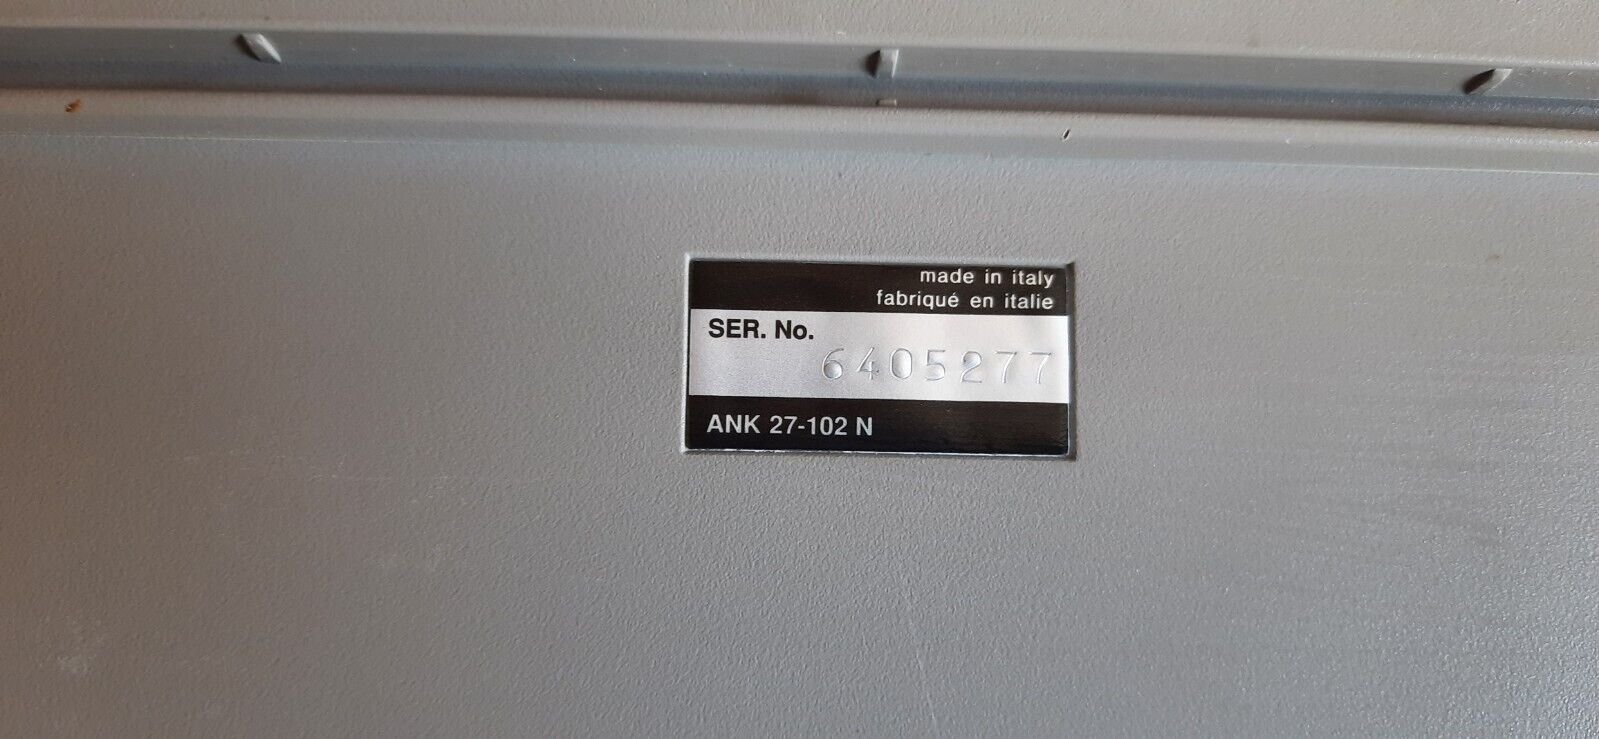 made in italy
fabriqué en italie
SER. No.
6405277
ANK 27-102 N